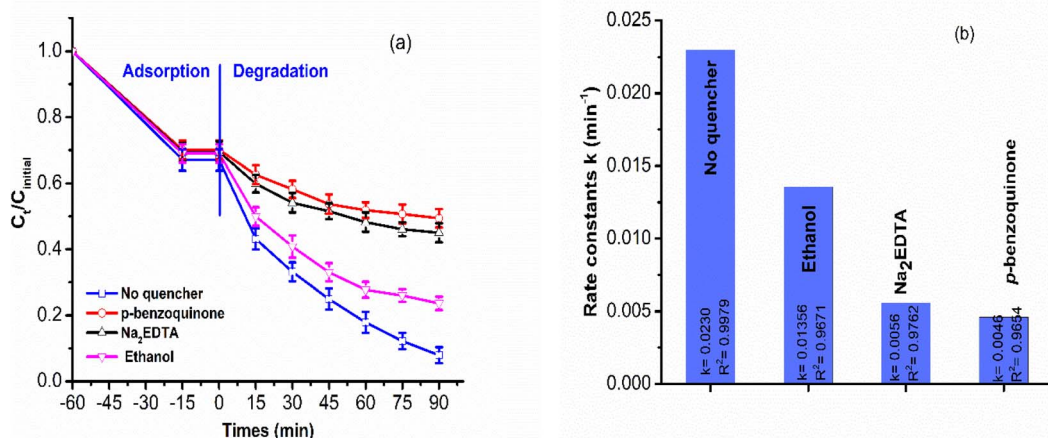 (a)
Adsorption Degradation
1.0
0.8
0.6
0.4
0.2
0.0
Ct/Cinitial
No quencher
p-benzoquinone
Na2EDTA
Ethanol
-60 -45 -30 -15 0 15 30 45 60 75 90
Times (min)
(b)
0.025
0.020
0.015
0.010
0.005
0.000
Rate constants k (min⁻¹)
No quencher
k= 0.0230
R²= 0.9979
Ethanol
k= 0.01356
R²= 0.9671
Na2EDTA
k= 0.0056
R²= 0.9762
p-benzoquinone
k= 0.0046
R²= 0.9654